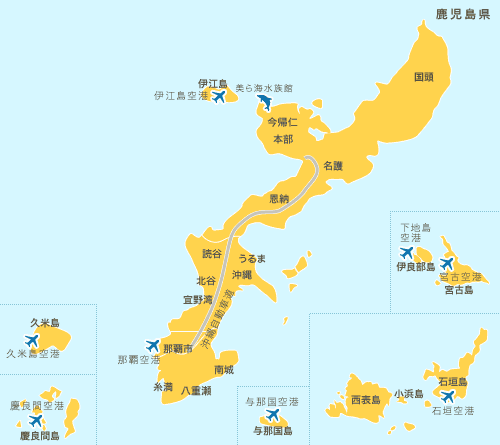 鹿児島県
国頭
伊江島
美ら海水族館
伊江島空港
今帰仁
本部
名護
恩納
読谷
うるま
北谷
沖縄
宜野湾
沖縄自動車道
那覇市
那覇空港
南城
糸満
八重瀬
下地島
空港
伊良部島
宮古空港
宮古島
久米島
久米島空港
慶良間空港
慶良間島
与那国空港
与那国島
西表島
小浜島
石垣島
石垣空港